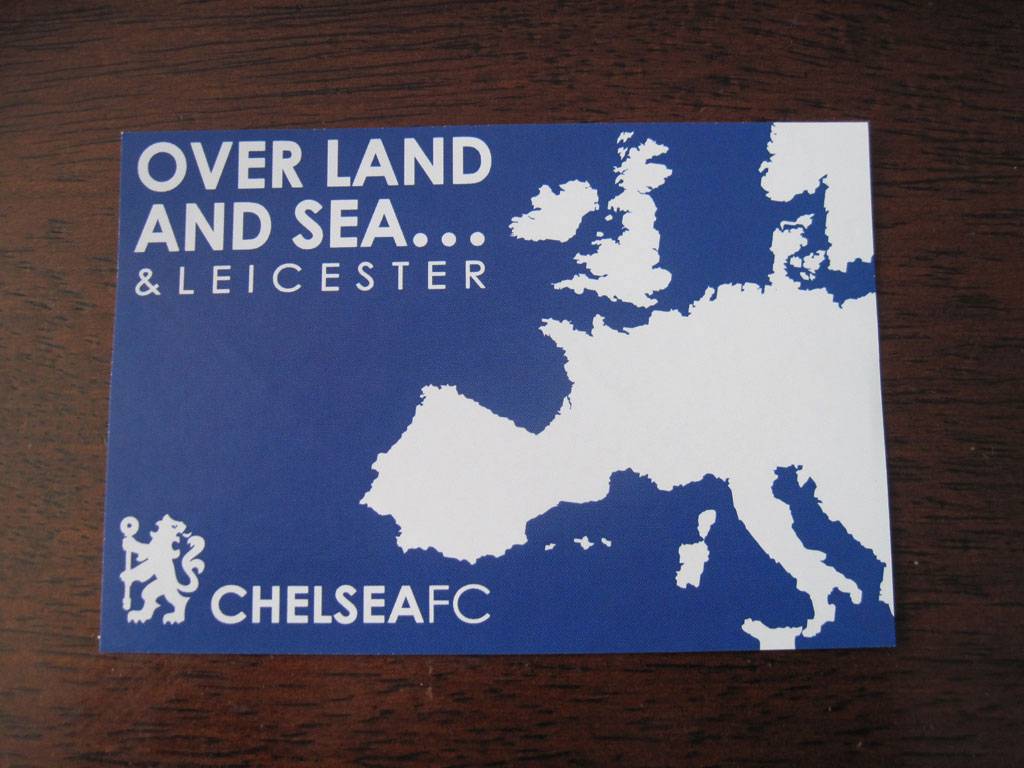 OVER LAND
AND SEA...
& LEICESTER
CHELSEAFC